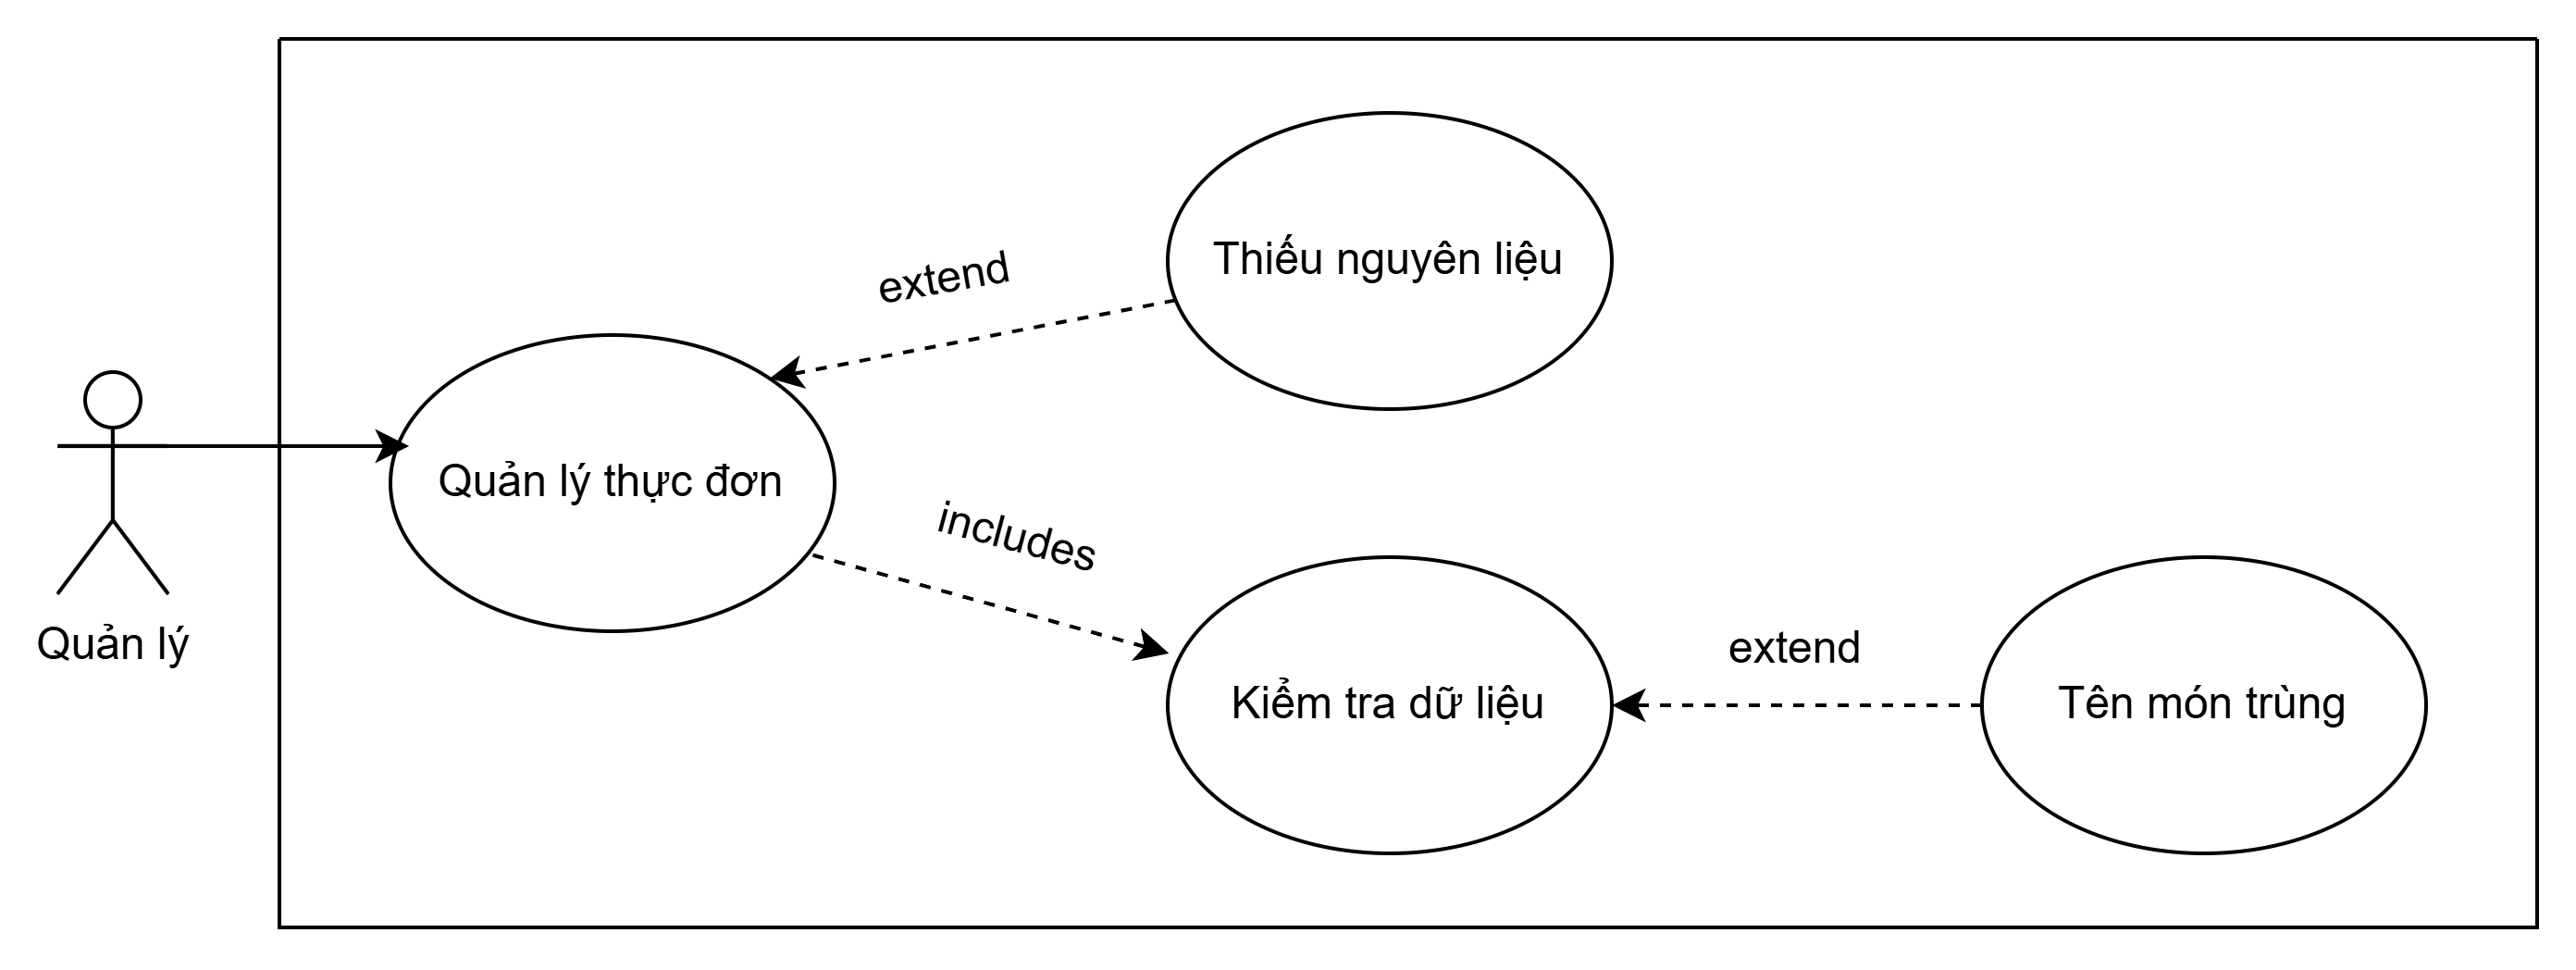 Thiếu nguyên liệu
extend
Quản lý thực đơn
includes
Quản lý
extend
Kiểm tra dữ liệu
Tên món trùng